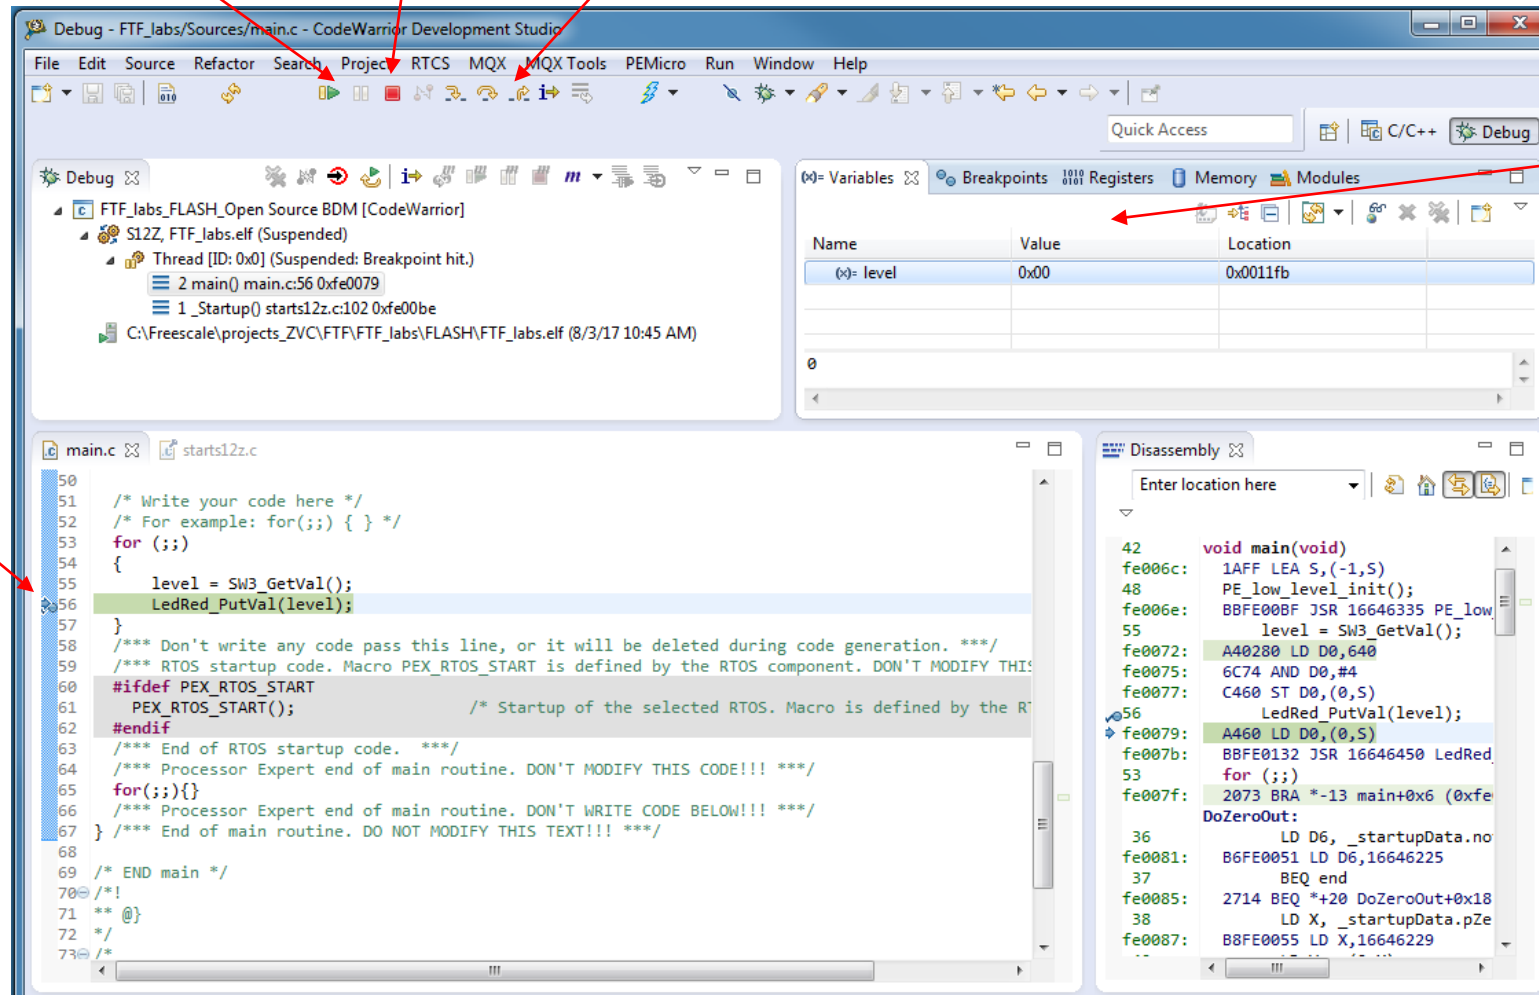 Debug - FTF_labs/Sources/main.c - CodeWarrior Development Studio
File Edit Source Refactor Search Project RTCS MQX MQX Tools PEMicro Run Window Help
Quick Access
C/C++
Debug
Debug
FTF_labs_FLASH_Open Source BDM [CodeWarrior]
S12Z, FTF_labs.elf (Suspended)
Thread [ID: 0x0] (Suspended: Breakpoint hit.)
2 main() main.c:56 0xfe0079
1 _Startup() starts12z.c:102 0xfe00be
C:\Freescale\projects_ZVC\FTF\FTF_labs\FLASH\FTF_labs.elf (8/3/17 10:45 AM)
(x)= Variables Breakpoints Registers Memory Modules
Name Value Location
(x)= level 0x00 0x0011fb
0
main.c starts12z.c
50
51 /* Write your code here */
52 /* For example: for(;;) { } */
53 for (;;)
54 {
55 level = SW3_GetVal();
56 LedRed_PutVal(level);
57 }
58 /*** Don't write any code pass this line, or it will be deleted during code generation. ***/
59 /*** RTOS startup code. Macro PEX_RTOS_START is defined by the RTOS component. DON'T MODIFY THIS
60 #ifdef PEX_RTOS_START
61 PEX_RTOS_START(); /* Startup of the selected RTOS. Macro is defined by the RT
62 #endif
63 /*** End of RTOS startup code. ***/
64 /*** Processor Expert end of main routine. DON'T MODIFY THIS CODE!!! ***/
65 for(;;){}
66 /*** Processor Expert end of main routine. DON'T WRITE CODE BELOW!!! ***/
67 } /*** End of main routine. DO NOT MODIFY THIS TEXT!!! ***/
68
69 /* END main */
70 /*!
71 ** @}
72 */
73 /*
Disassembly
Enter location here
42 void main(void)
fe006c: 1AFF LEA S,(-1,S)
48 PE_low_level_init();
fe006e: BBFE00BF JSR 16646335 PE_low_
55 level = SW3_GetVal();
fe0072: A40280 LD D0,640
fe0075: 6C74 AND D0,#4
fe0077: C460 ST D0,(0,S)
56 LedRed_PutVal(level);
fe0079: A460 LD D0,(0,S)
fe007b: BBFE0132 JSR 16646450 LedRed_
53 for (;;)
fe007f: 2073 BRA *-13 main+0x6 (0xfe
DoZeroOut:
36 LD D6, _startupData.no
fe0081: B6FE0051 LD D6,16646225
37 BEQ end
fe0085: 2714 BEQ *+20 DoZeroOut+0x18
38 LD X, _startupData.pZe
fe0087: B8FE0055 LD X,16646229